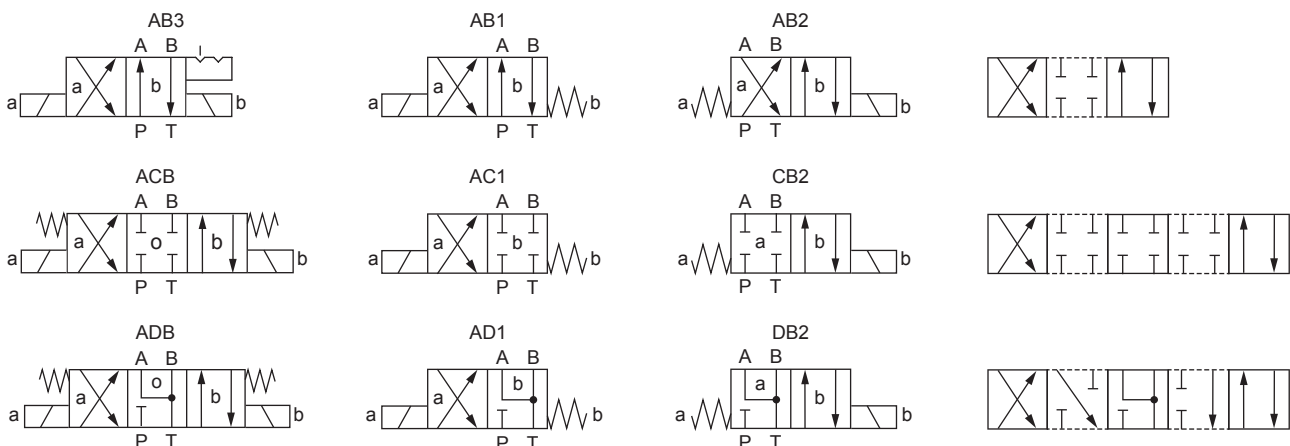 AB3 AB1 AB2
A B A B A B
a a b b a b b a a b b
P T P T P T
ACB AC1 CB2
A B A B A B
a a o b b a a b b a a b b
P T P T P T
ADB AD1 DB2
A B A B A B
a a o b b a a b b a a b b
P T P T P T